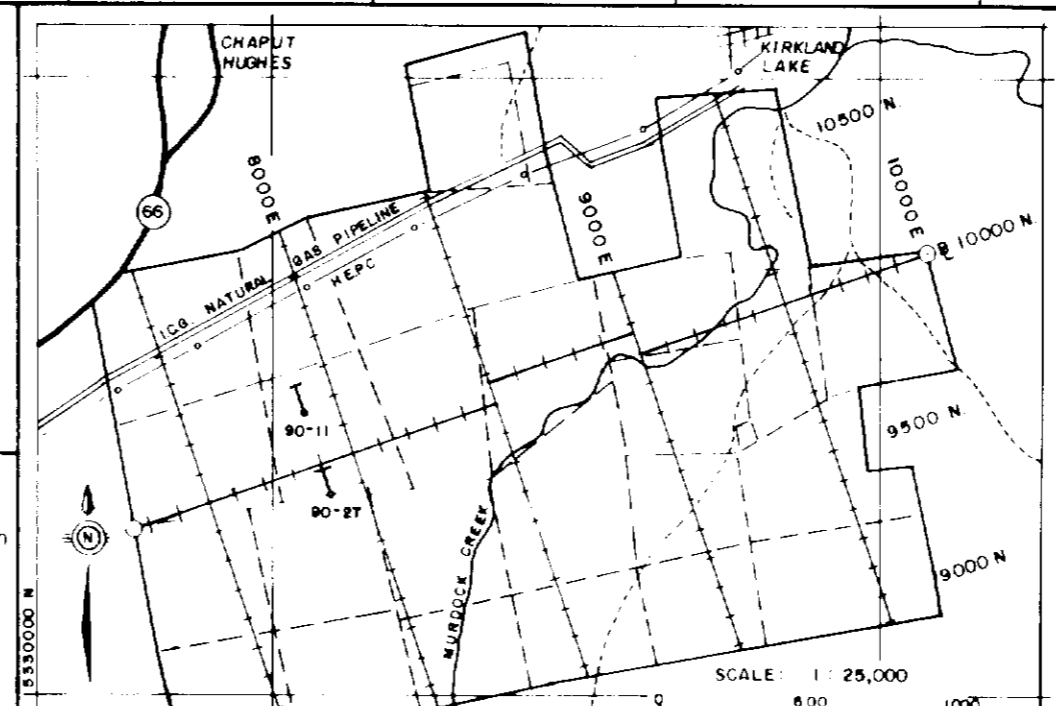 CHAPUT
HUGHES
KIRKLAND
LAKE
10500 N.
8000 E
66
10000 E
9000 E
10000 N.
B
L
I.C.G. NATURAL GAS PIPELINE
H.E.P.C
90-11
9500 N.
90-27
N
MURDOCK CREEK
9000 N
5330000 N
SCALE: 1: 25,000
0 500 1000